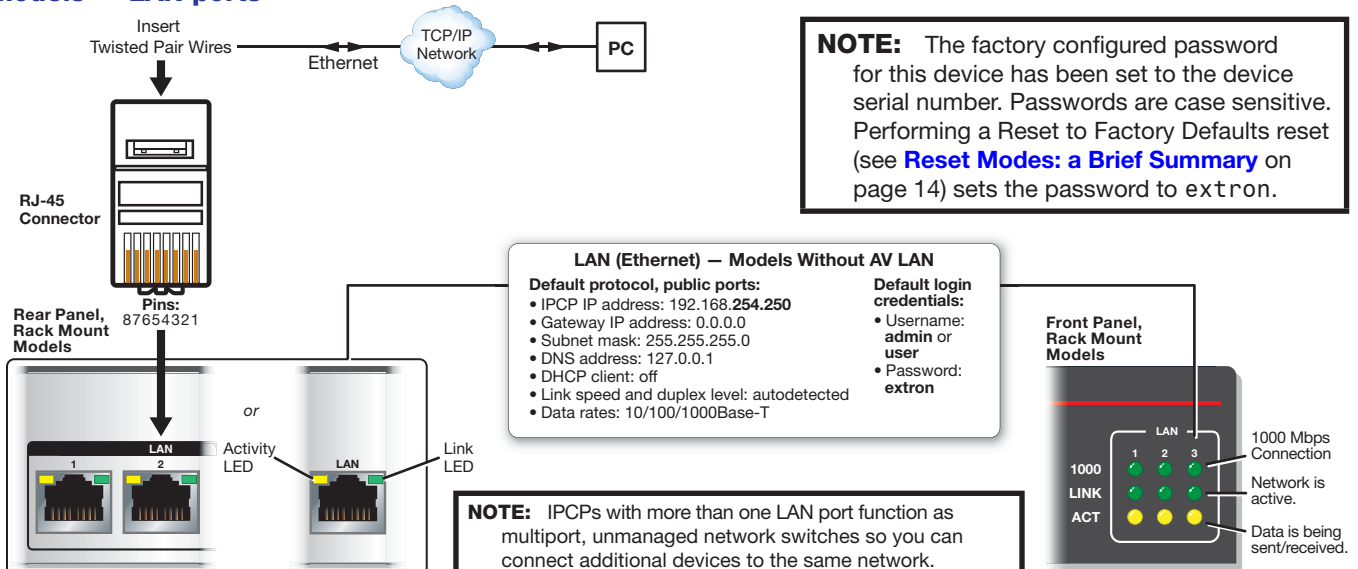 Insert
Twisted Pair Wires
Ethernet
TCP/IP
Network
PC
NOTE: The factory configured password
for this device has been set to the device
serial number. Passwords are case sensitive.
Performing a Reset to Factory Defaults reset
(see Reset Modes: a Brief Summary on
page 14) sets the password to extron.
RJ-45
Connector
Pins:
87654321
Rear Panel,
Rack Mount
Models
LAN
1
2
or
Activity
LED
LAN
Link
LED
LAN (Ethernet) — Models Without AV LAN
Default protocol, public ports:
• IPCP IP address: 192.168.254.250
• Gateway IP address: 0.0.0.0
• Subnet mask: 255.255.255.0
• DNS address: 127.0.0.1
• DHCP client: off
• Link speed and duplex level: autodetected
• Data rates: 10/100/1000Base-T
Default login
credentials:
• Username:
admin or
user
• Password:
extron
NOTE: IPCPs with more than one LAN port function as
multiport, unmanaged network switches so you can
connect additional devices to the same network.
Front Panel,
Rack Mount
Models
LAN
1 2 3
1000
LINK
ACT
1000 Mbps
Connection
Network is
active.
Data is being
sent/received.